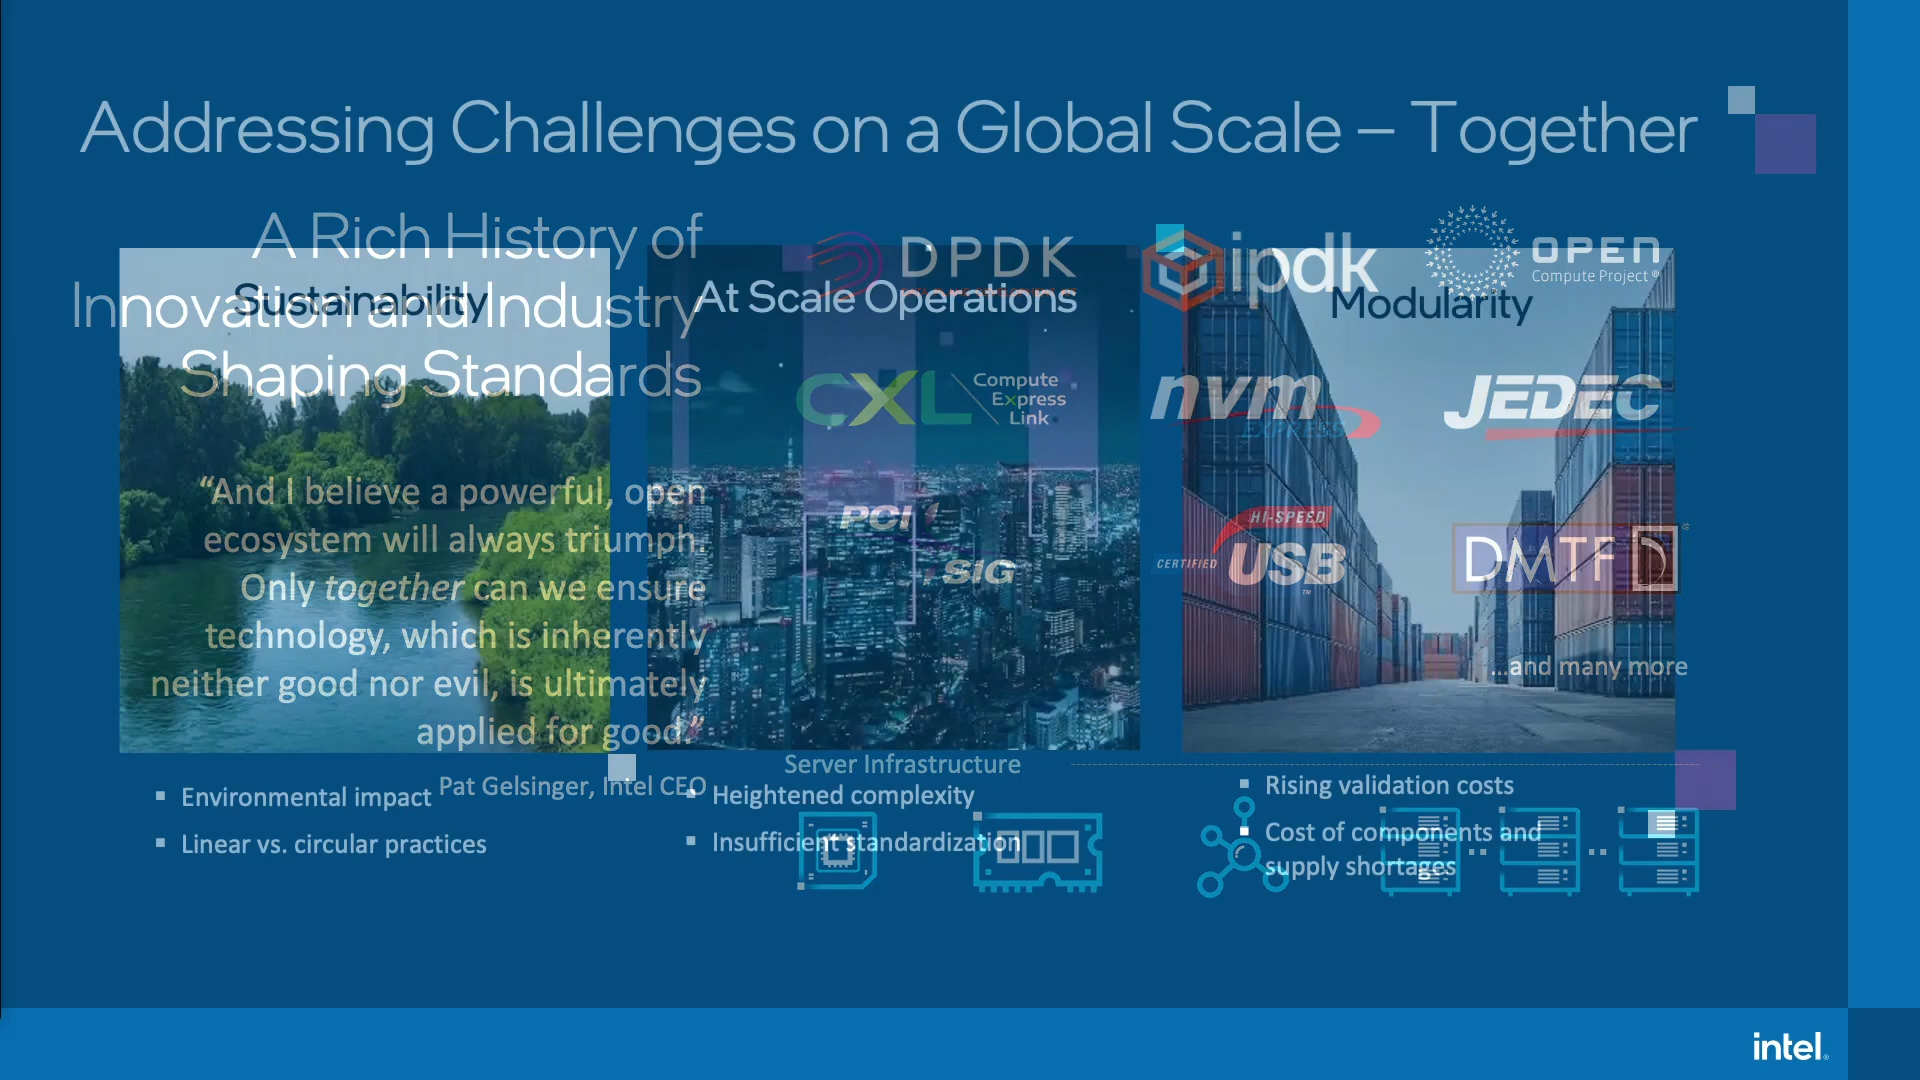 Addressing Challenges on a Global Scale – Together
A Rich History of
Innovation and Industry
Shaping Standards
“And I believe a powerful, open
ecosystem will always triumph.
Only together can we ensure
technology, which is inherently
neither good nor evil, is ultimately
applied for good.”
Pat Gelsinger, Intel CEO
Sustainability
▪ Environmental impact
▪ Linear vs. circular practices
At Scale Operations
▪ Heightened complexity
▪ Insufficient standardization
Modularity
▪ Rising validation costs
▪ Cost of components and
supply shortages
DPDK
ipdk
OPEN
Compute Project®
CXL
Compute
Express
Link
nvm
EXPRESS
JEDEC
PCI
SIG
HI-SPEED
CERTIFIED USB™
DMTF
...and many more
Server Infrastructure
intel.